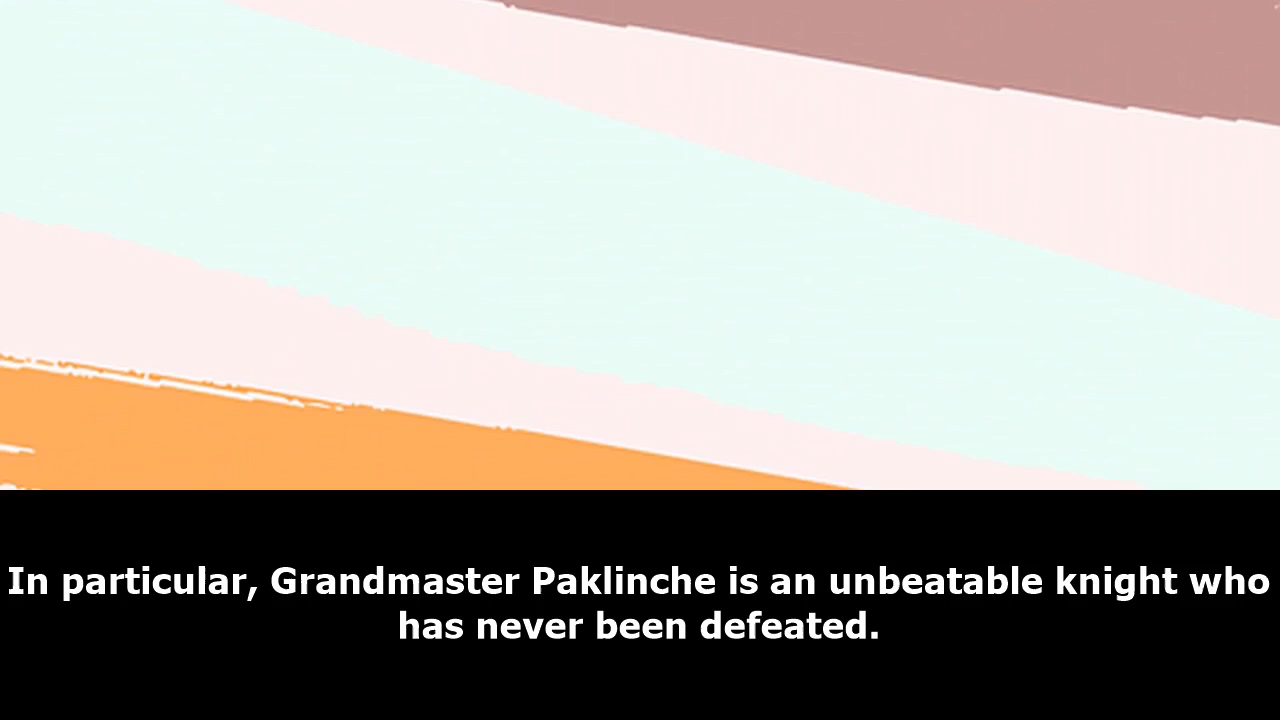 In particular, Grandmaster Paklinche is an unbeatable knight who
has never been defeated.